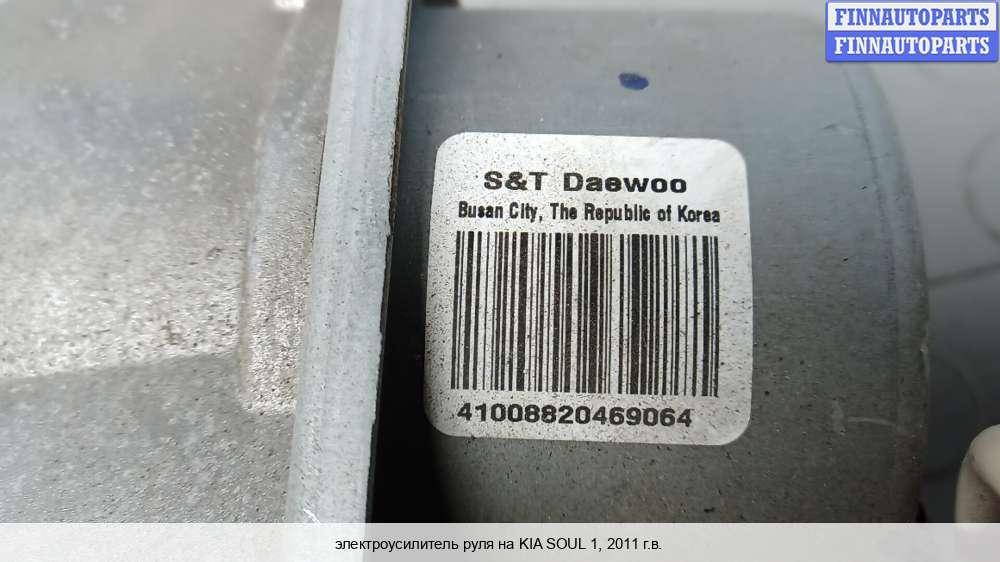 FINNAUTOPARTS
FINNAUTOPARTS
S&T Daewoo
Busan City, The Republic of Korea
41008820469064
электроусилитель руля на KIA SOUL 1, 2011 г.в.